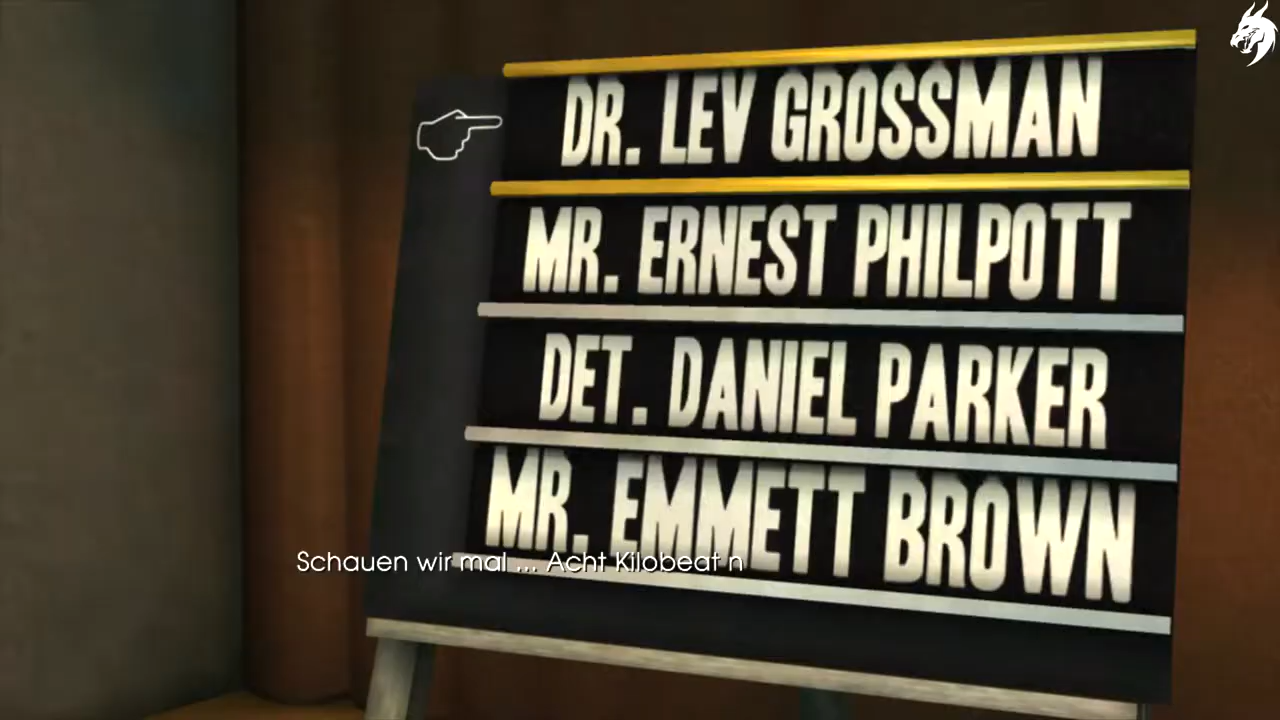 DR. LEV GROSSMAN
MR. ERNEST PHILPOTT
DET. DANIEL PARKER
MR. EMMETT BROWN
Schauen wir mal ... Acht Kilobeat n